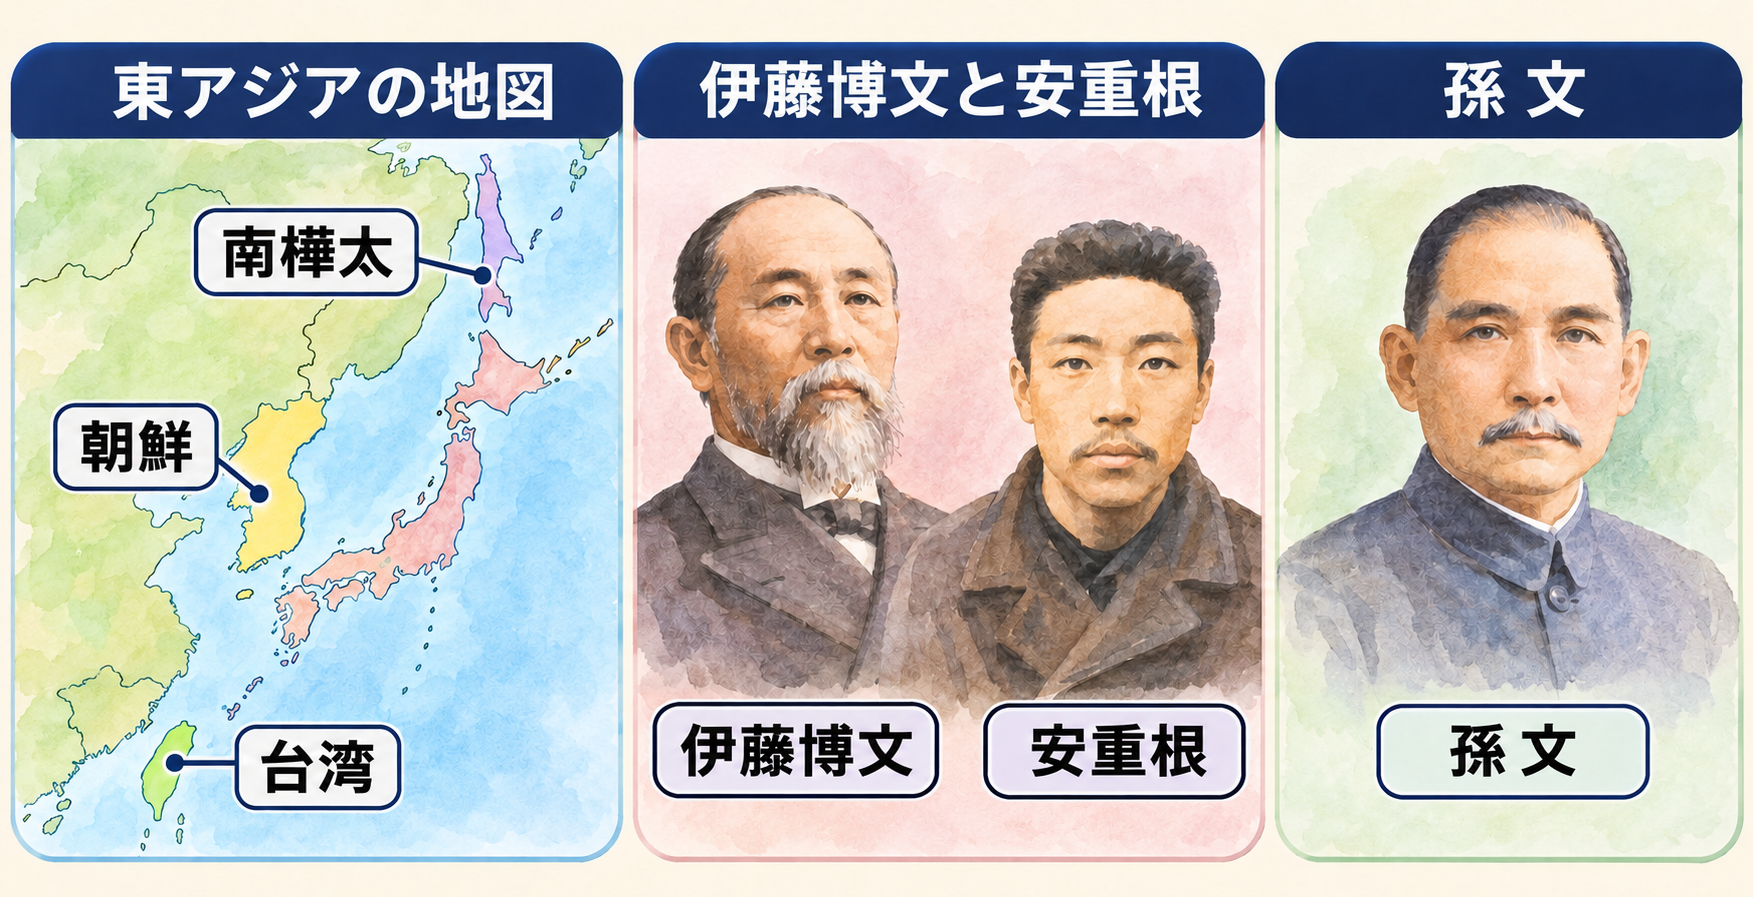 東アジアの地図
南樺太
朝鮮
台湾
伊藤博文と安重根
伊藤博文
安重根
孫 文
孫 文